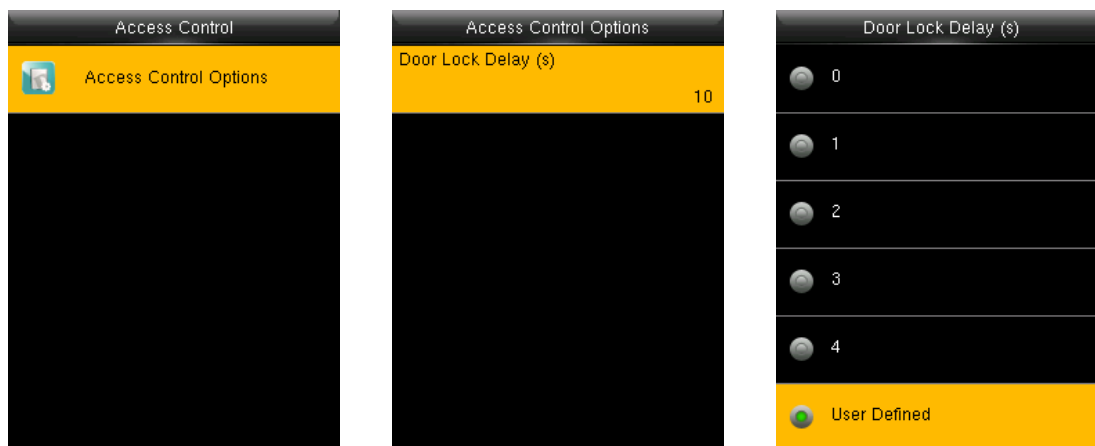 Access Control
Access Control Options
Access Control Options
Door Lock Delay (s)
10
Door Lock Delay (s)
0
1
2
3
4
User Defined